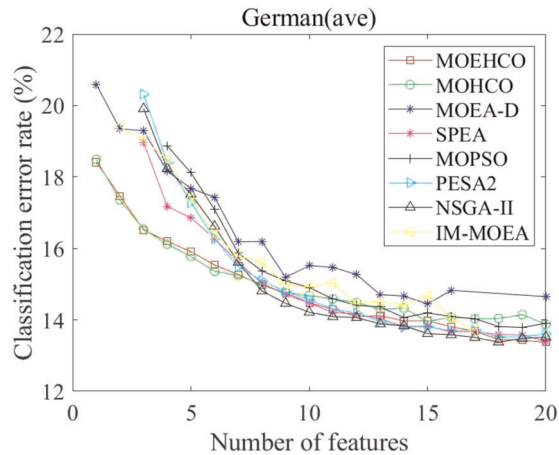 German(ave)
Classification errror rate (%)
22
20
18
16
14
12
0
5
10
15
20
Number of features
MOEHCO
MOHCO
MOEA-D
SPEA
MOPSO
PESA2
NSGA-II
IM-MOEA